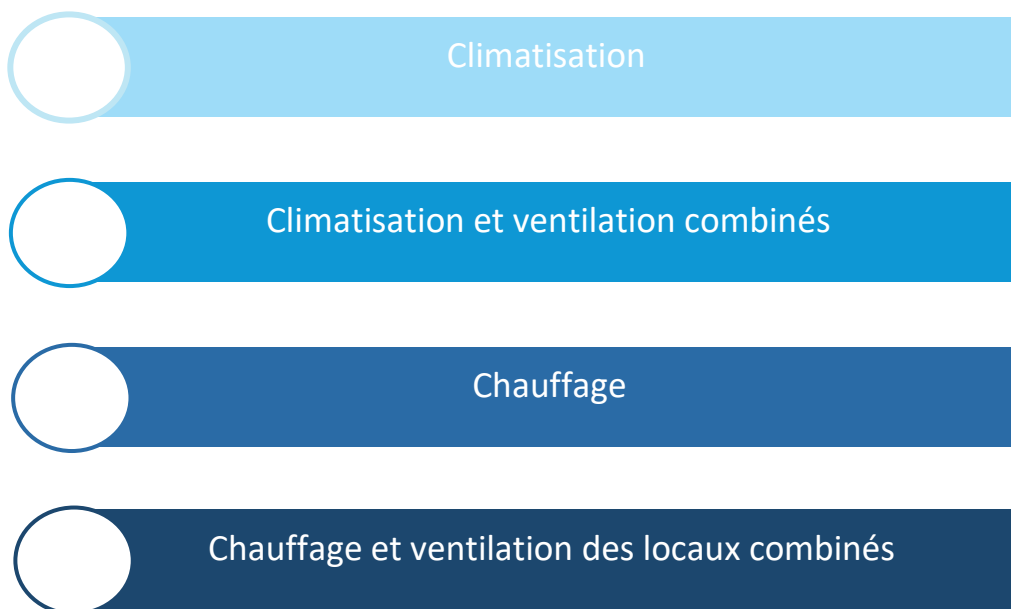 Climatisation
Climatisation et ventilation combinés
Chauffage
Chauffage et ventilation des locaux combinés